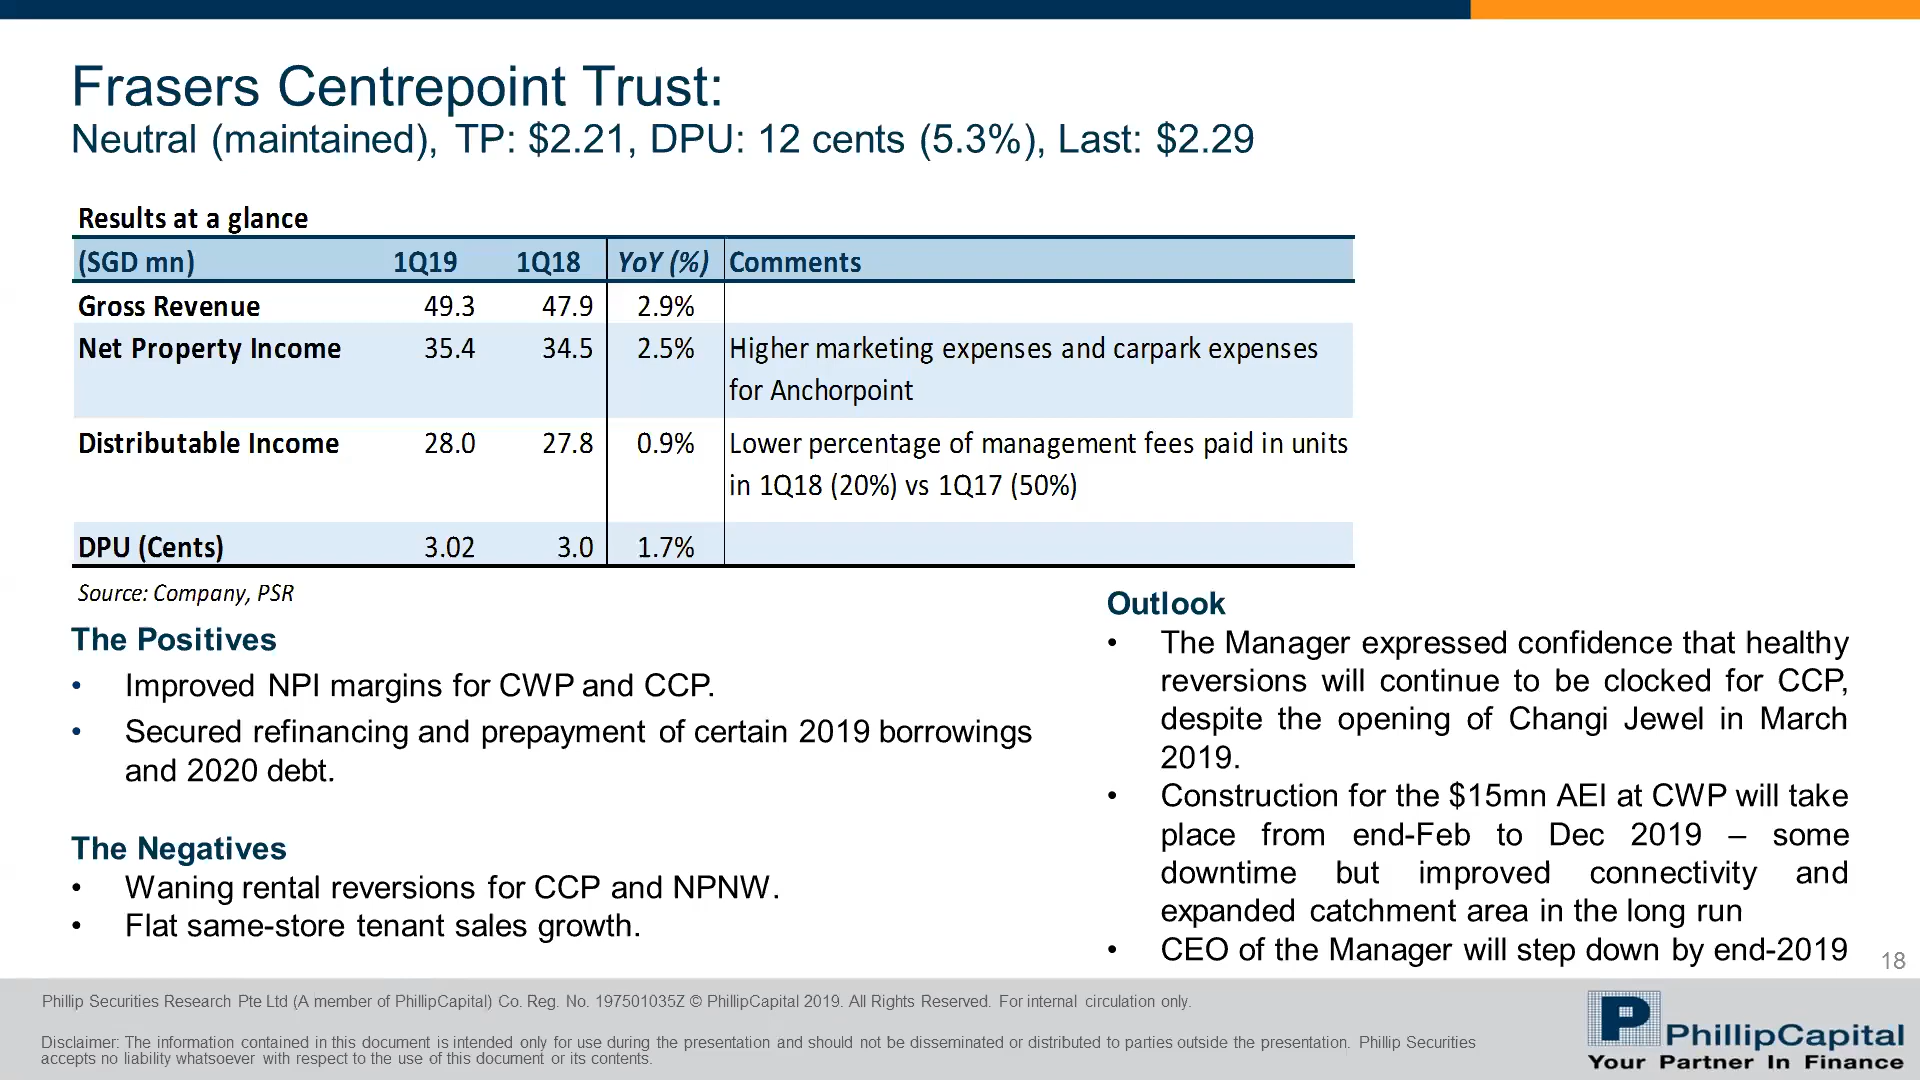 Frasers Centrepoint Trust:
Neutral (maintained), TP: $2.21, DPU: 12 cents (5.3%), Last: $2.29
Results at a glance
(SGD mn) 1Q19 1Q18 YoY (%) Comments
Gross Revenue 49.3 47.9 2.9%
Net Property Income 35.4 34.5 2.5% Higher marketing expenses and carpark expenses
for Anchorpoint
Distributable Income 28.0 27.8 0.9% Lower percentage of management fees paid in units
in 1Q18 (20%) vs 1Q17 (50%)
DPU (Cents) 3.02 3.0 1.7%
Source: Company, PSR
The Positives
• Improved NPI margins for CWP and CCP.
• Secured refinancing and prepayment of certain 2019 borrowings
and 2020 debt.
The Negatives
• Waning rental reversions for CCP and NPNW.
• Flat same-store tenant sales growth.
Outlook
• The Manager expressed confidence that healthy
reversions will continue to be clocked for CCP,
despite the opening of Changi Jewel in March
2019.
• Construction for the $15mn AEI at CWP will take
place from end-Feb to Dec 2019 – some
downtime but improved connectivity and
expanded catchment area in the long run
• CEO of the Manager will step down by end-2019
18
Phillip Securities Research Pte Ltd (A member of PhillipCapital) Co. Reg. No. 197501035Z © PhillipCapital 2019. All Rights Reserved. For internal circulation only.
Disclaimer: The information contained in this document is intended only for use during the presentation and should not be disseminated or distributed to parties outside the presentation. Phillip Securities
accepts no liability whatsoever with respect to the use of this document or its contents.
PhillipCapital
Your Partner In Finance